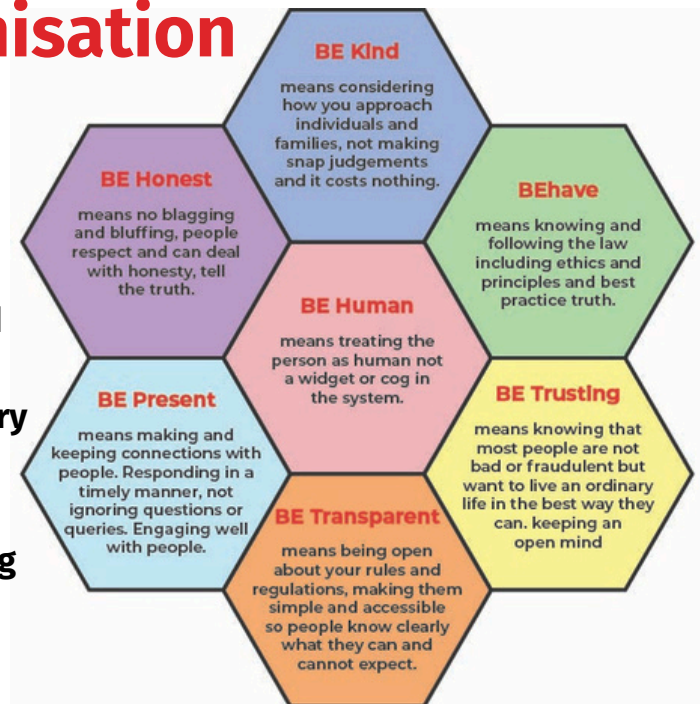 nisation
BE Kind
means considering
how you approach
individuals and
families, not making
snap judgements
and it costs nothing.
BE Honest
means no blagging
and bluffing, people
respect and can deal
with honesty, tell
the truth.
BEhave
means knowing and
following the law
including ethics and
principles and best
practice truth.
BE Human
means treating the
person as human not
a widget or cog in
the system.
BE Present
means making and
keeping connections with
people. Responding in a
timely manner, not
ignoring questions or
queries. Engaging well
with people.
BE Trusting
means knowing that
most people are not
bad or fraudulent but
want to live an ordinary
life in the best way they
can. keeping an
open mind
BE Transparent
means being open
about your rules and
regulations, making them
simple and accessible
so people know clearly
what they can and
cannot expect.
ry
g